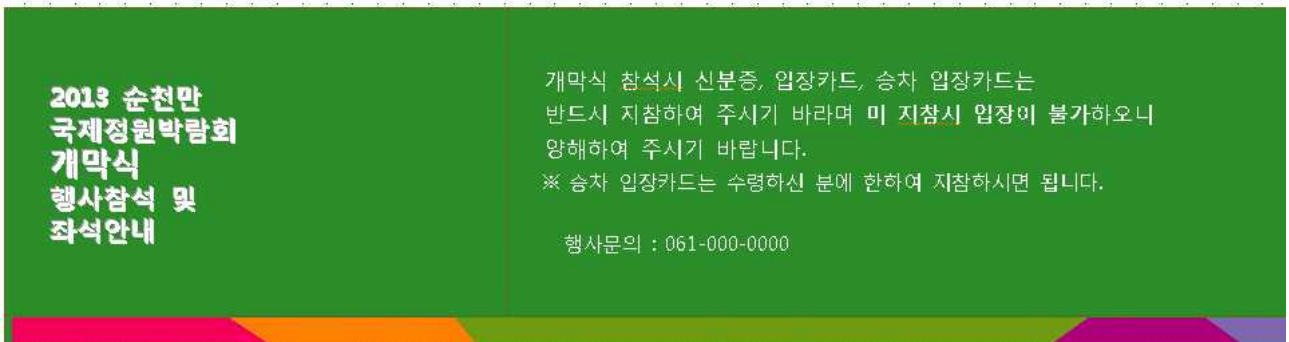 2013 순천만
국제정원박람회
개막식
행사참석 및
좌석안내
개막식 참석시 신분증, 입장카드, 승차 입장카드는
반드시 지참하여 주시기 바라며 미 지참시 입장이 불가하오니
양해하여 주시기 바랍니다.
※ 승차 입장카드는 수령하신 분에 한하여 지참하시면 됩니다.
행사문의 : 061-000-0000